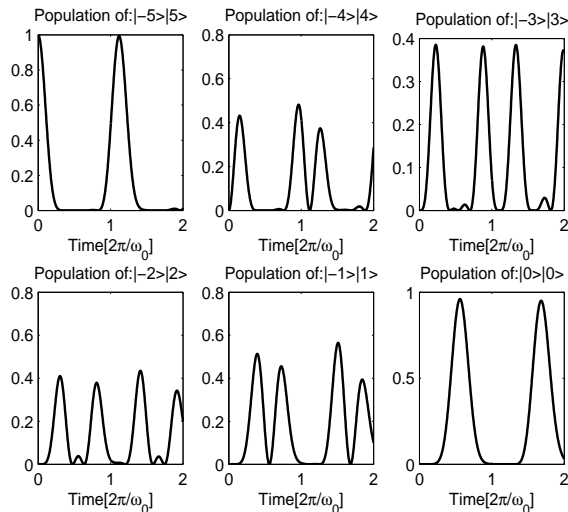 Population of:|−5>|5>
Population of:|−4>|4>
Population of:|−3>|3>
1
0.8
0.6
0.4
0.2
0
0 1 2
Time[2π/ω0]
0.8
0.6
0.4
0.2
0
0 1 2
Time[2π/ω0]
0.4
0.3
0.2
0.1
0
0 1 2
Time[2π/ω0]
Population of:|−2>|2>
Population of:|−1>|1>
Population of:|0>|0>
0.8
0.6
0.4
0.2
0
0 1 2
Time[2π/ω0]
0.8
0.6
0.4
0.2
0
0 1 2
Time[2π/ω0]
1
0.5
0
0 1 2
Time[2π/ω0]